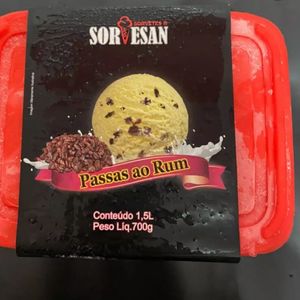 SORVETES A
SORVESAN
Passas ao Rum
Conteúdo 1,5L
Peso Líq.700g